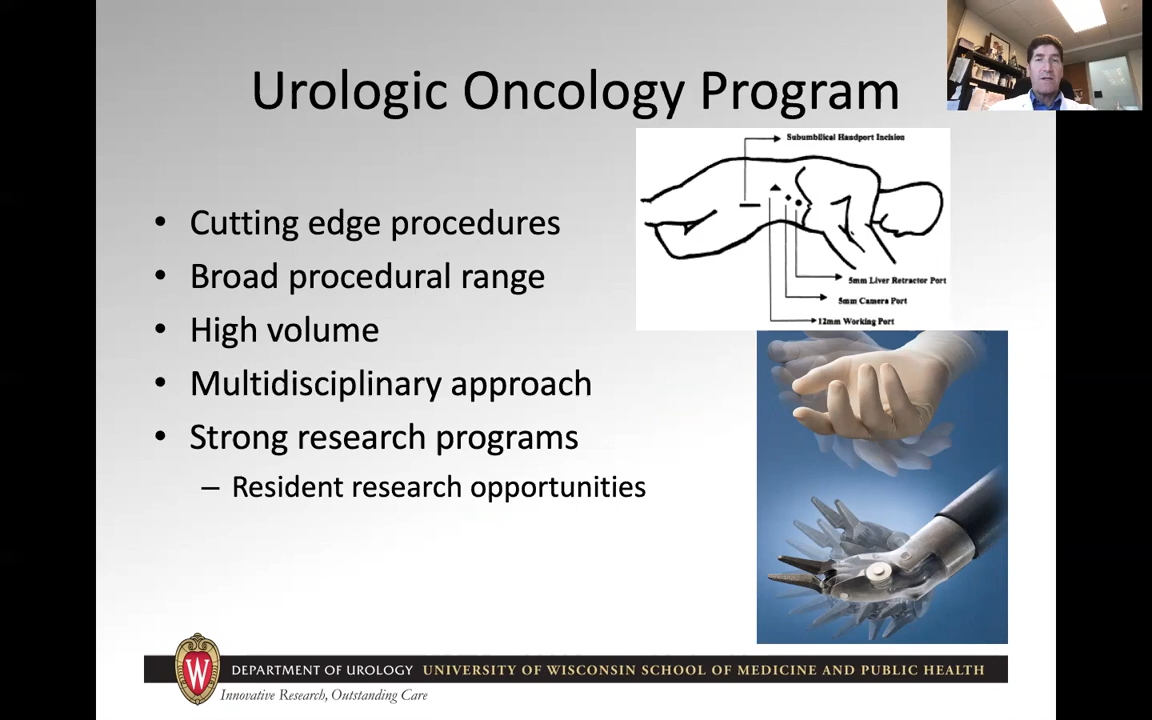 Urologic Oncology Program
Subumbilical Handport Incision
• Cutting edge procedures
• Broad procedural range
• High volume
• Multidisciplinary approach
• Strong research programs
– Resident research opportunities
5mm Liver Retractor Port
5mm Camera Port
12mm Working Port
W
DEPARTMENT OF UROLOGY UNIVERSITY OF WISCONSIN SCHOOL OF MEDICINE AND PUBLIC HEALTH
Innovative Research, Outstanding Care